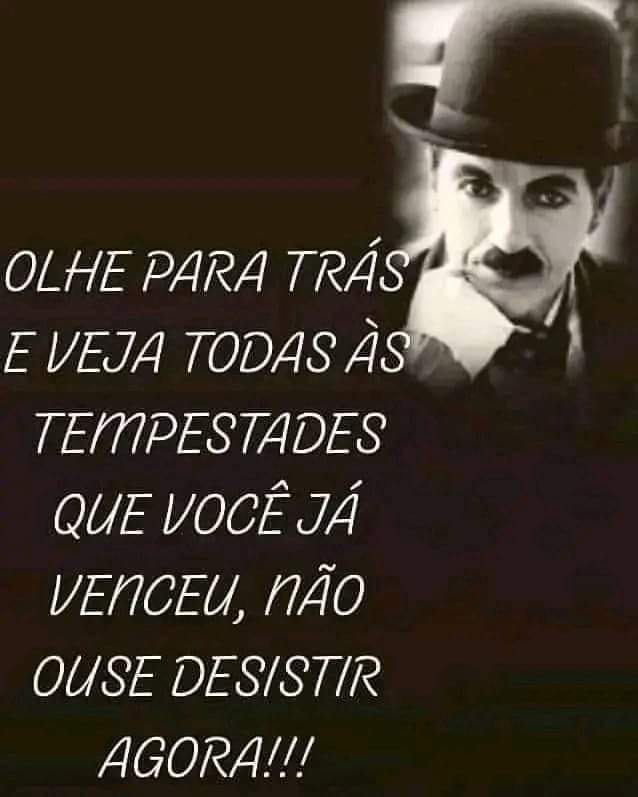 OLHE PARA TRÁS
E VEJA TODAS ÀS
TEMPESTADES
QUE VOCÊ JÁ
VENCEU, NÃO
OUSE DESISTIR
AGORA!!!